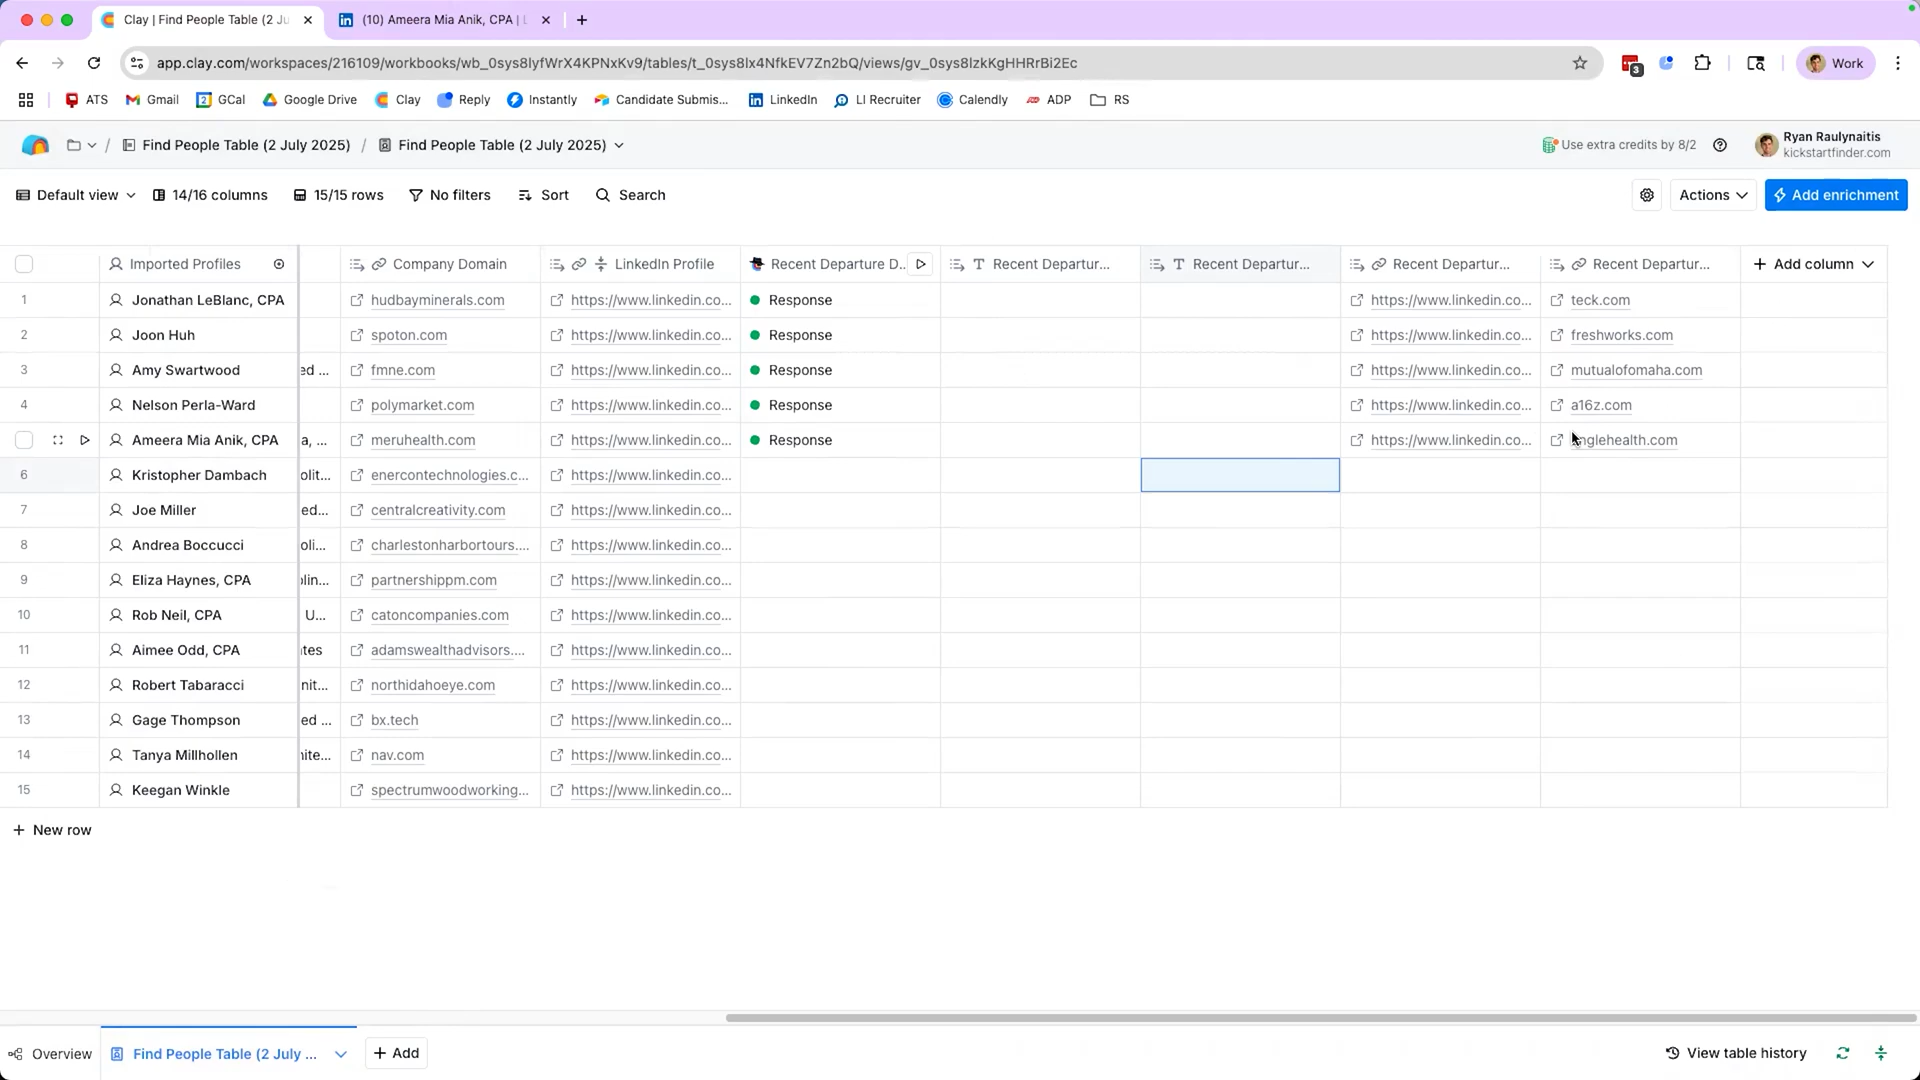 Clay | Find People Table (2 Ju
(10) Ameera Mia Anik, CPA | L
app.clay.com/workspaces/216109/workbooks/wb_0sys8lyfWrX4KPNxKv9/tables/t_0sys8lx4NfkEV7Zn2bQ/views/gv_0sys8lzkKgHHRrBi2Ec
3
Work
ATS
Gmail
GCal
Google Drive
Clay
Reply
Instantly
Candidate Submis...
LinkedIn
LI Recruiter
Calendly
ADP
RS
/ Find People Table (2 July 2025) / Find People Table (2 July 2025)
Use extra credits by 8/2
Ryan Raulynaitis
kickstartfinder.com
Default view
14/16 columns
15/15 rows
No filters
Sort
Search
Actions
Add enrichment
Imported Profiles Company Domain LinkedIn Profile Recent Departure D.. Recent Departur... Recent Departur... Recent Departur... Recent Departur... + Add column
1 Jonathan LeBlanc, CPA hudbayminerals.com https://www.linkedin.co... Response https://www.linkedin.co... teck.com
2 Joon Huh spoton.com https://www.linkedin.co... Response https://www.linkedin.co... freshworks.com
3 Amy Swartwood ed ... fmne.com https://www.linkedin.co... Response https://www.linkedin.co... mutualofomaha.com
4 Nelson Perla-Ward polymarket.com https://www.linkedin.co... Response https://www.linkedin.co... a16z.com
Ameera Mia Anik, CPA a, ... meruhealth.com https://www.linkedin.co... Response https://www.linkedin.co... nglehealth.com
6 Kristopher Dambach olit... enercontechnologies.c... https://www.linkedin.co...
7 Joe Miller ed... centralcreativity.com https://www.linkedin.co...
8 Andrea Boccucci oli... charlestonharbortours.... https://www.linkedin.co...
9 Eliza Haynes, CPA olin... partnershippm.com https://www.linkedin.co...
10 Rob Neil, CPA U... catoncompanies.com https://www.linkedin.co...
11 Aimee Odd, CPA ites adamswealthadvisors.... https://www.linkedin.co...
12 Robert Tabaracci nit... northidahoeye.com https://www.linkedin.co...
13 Gage Thompson ed ... bx.tech https://www.linkedin.co...
14 Tanya Millhollen nite... nav.com https://www.linkedin.co...
15 Keegan Winkle spectrumwoodworking... https://www.linkedin.co...
+ New row
Overview
Find People Table (2 July ...
+ Add
View table history